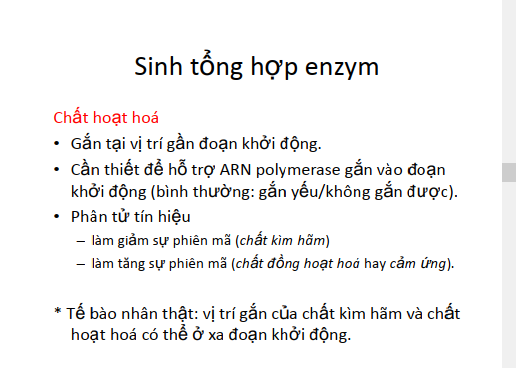 Sinh tổng hợp enzym
Chất hoạt hoá
• Gắn tại vị trí gần đoạn khởi động.
• Cần thiết để hỗ trợ ARN polymerase gắn vào đoạn
khởi động (bình thường: gắn yếu/không gắn được).
• Phân tử tín hiệu
– làm giảm sự phiên mã (chất kìm hãm)
– làm tăng sự phiên mã (chất đồng hoạt hoá hay cảm ứng).
* Tế bào nhân thật: vị trí gắn của chất kìm hãm và chất
hoạt hoá có thể ở xa đoạn khởi động.